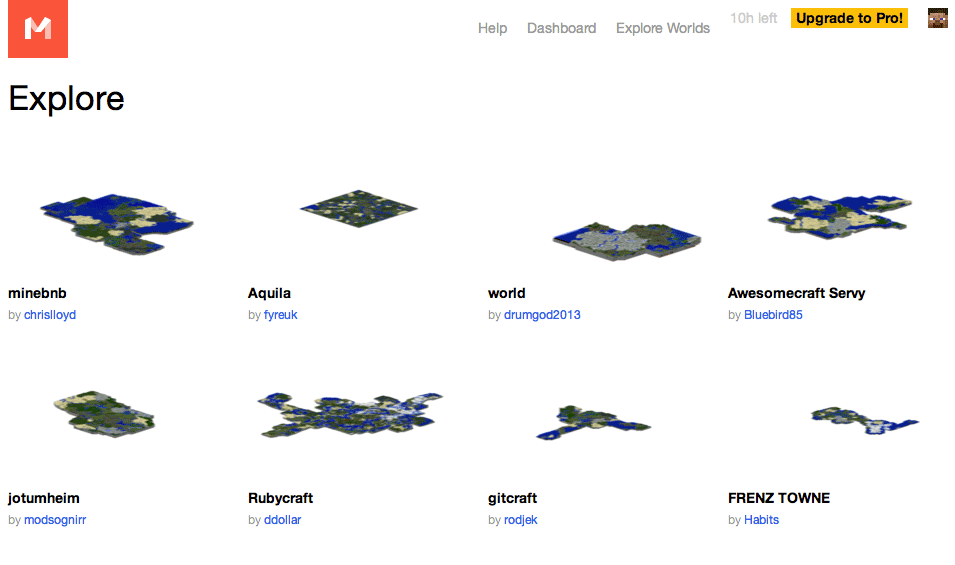 Help Dashboard Explore Worlds 10h left Upgrade to Pro!
Explore
minebnb
by chrislloyd
Aquila
by fyreuk
world
by drumgod2013
Awesomecraft Servy
by Bluebird85
jotumheim
by modsognirr
Rubycraft
by ddollar
gitcraft
by rodjek
FRENZ TOWNE
by Habits